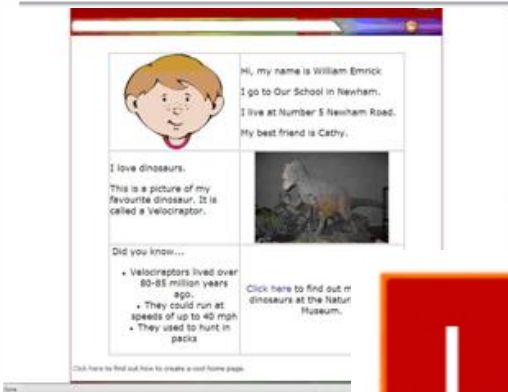 Hi, my name is William Emrick
I go to Our School in Newham.
I live at Number 5 Newham Road.
My best friend is Cathy.
I love dinosaurs.
This is a picture of my
favourite dinosaur. It is
called a Velociraptor.
Did you know...
• Velociraptors lived over
80-85 million years
ago.
• They could run at
speeds of up to 40 mph
• They used to hunt in
packs
Click here to find out m
dinosaurs at the Natur
Museum.
Click here to find out how to create a cool home page.